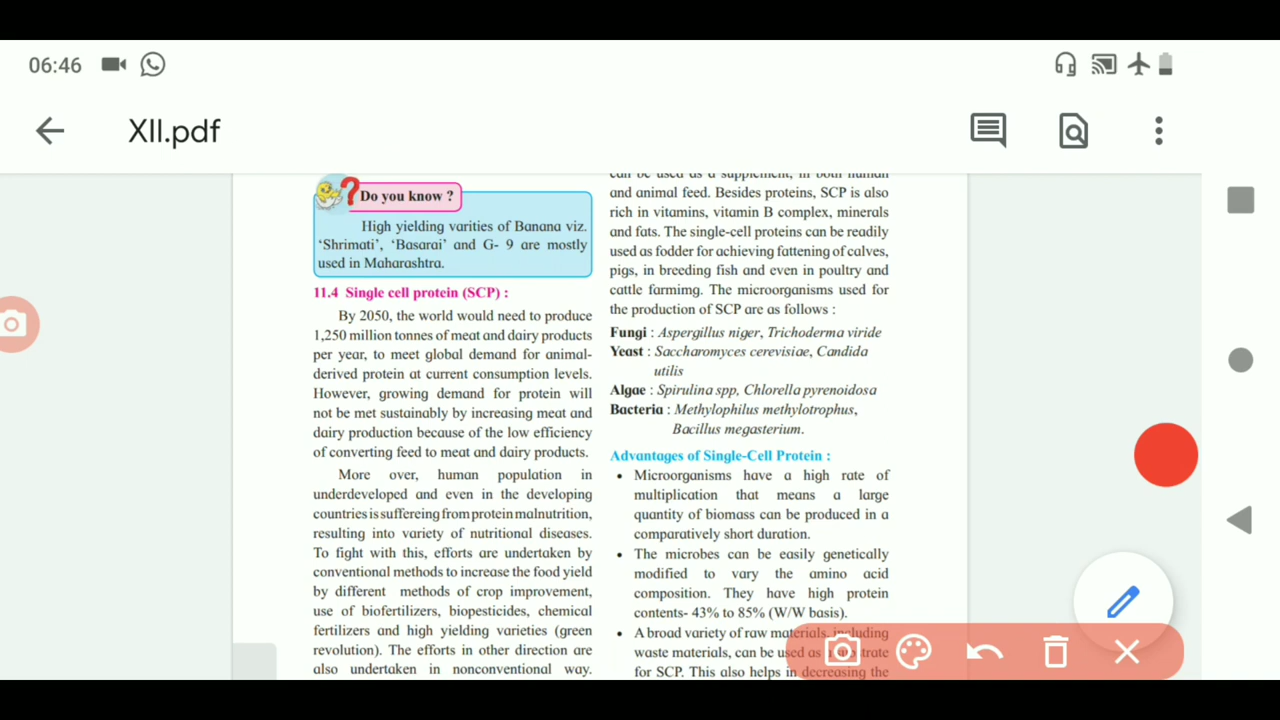 06:46
XII.pdf
Do you know ?
High yielding varities of Banana viz.
‘Shrimati’, ‘Basarai’ and G- 9 are mostly
used in Maharashtra.
11.4 Single cell protein (SCP) :
By 2050, the world would need to produce
1,250 million tonnes of meat and dairy products
per year, to meet global demand for animal-
derived protein at current consumption levels.
However, growing demand for protein will
not be met sustainably by increasing meat and
dairy production because of the low efficiency
of converting feed to meat and dairy products.
More over, human population in
underdeveloped and even in the developing
countries is suffereing from protein malnutrition,
resulting into variety of nutritional diseases.
To fight with this, efforts are undertaken by
conventional methods to increase the food yield
by different methods of crop improvement,
use of biofertilizers, biopesticides, chemical
fertilizers and high yielding varieties (green
revolution). The efforts in other direction are
also undertaken in nonconventional way.
can be used as a supplement, in both human
and animal feed. Besides proteins, SCP is also
rich in vitamins, vitamin B complex, minerals
and fats. The single-cell proteins can be readily
used as fodder for achieving fattening of calves,
pigs, in breeding fish and even in poultry and
cattle farmimg. The microorganisms used for
the production of SCP are as follows :
Fungi : Aspergillus niger, Trichoderma viride
Yeast : Saccharomyces cerevisiae, Candida
utilis
Algae : Spirulina spp, Chlorella pyrenoidosa
Bacteria : Methylophilus methylotrophus,
Bacillus megasterium.
Advantages of Single-Cell Protein :
• Microorganisms have a high rate of
multiplication that means a large
quantity of biomass can be produced in a
comparatively short duration.
• The microbes can be easily genetically
modified to vary the amino acid
composition. They have high protein
contents- 43% to 85% (W/W basis).
• A broad variety of raw materials, including
waste materials, can be used as a substrate
for SCP. This also helps in decreasing the